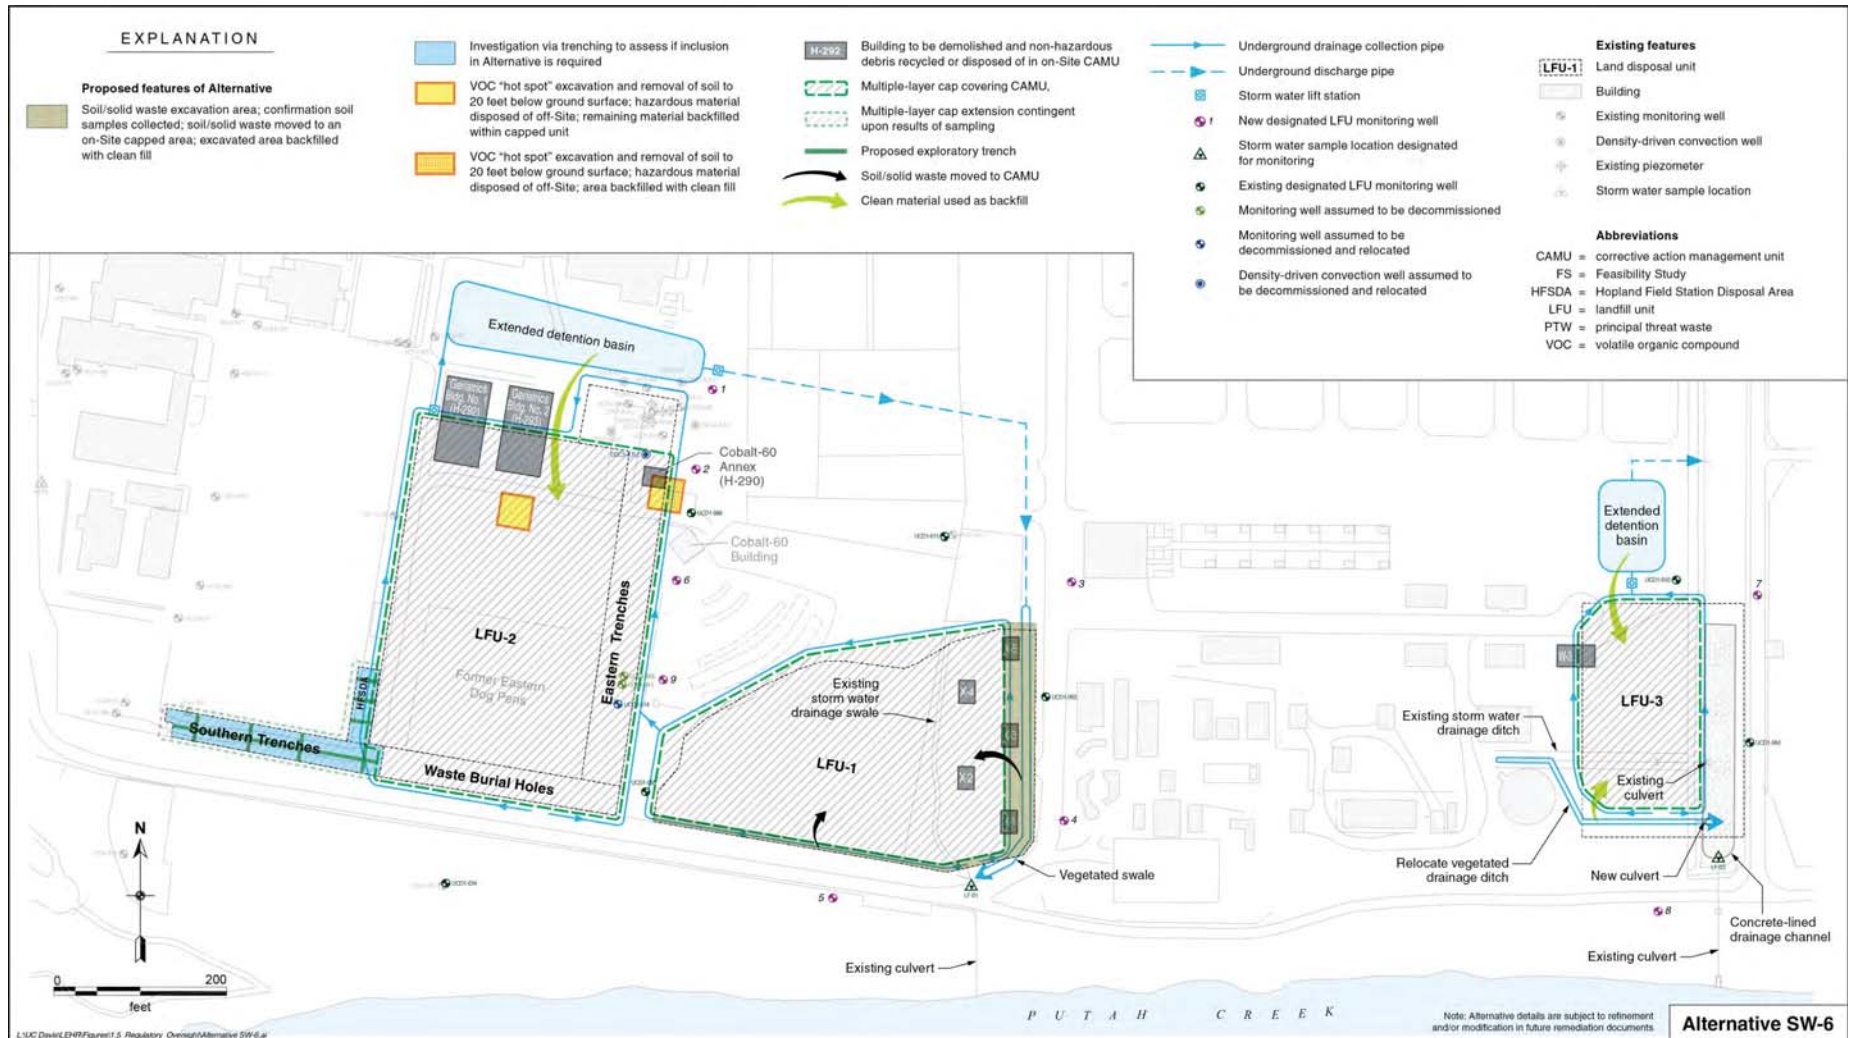 EXPLANATION
Proposed features of Alternative
Soil/solid waste excavation area; confirmation soil
samples collected; soil/solid waste moved to an
on-Site capped area; excavated area backfilled
with clean fill
Investigation via trenching to assess if inclusion
in Alternative is required
VOC “hot spot” excavation and removal of soil to
20 feet below ground surface; hazardous material
disposed of off-Site; remaining material backfilled
within capped unit
VOC “hot spot” excavation and removal of soil to
20 feet below ground surface; hazardous material
disposed of off-Site; area backfilled with clean fill
H-292
Building to be demolished and non-hazardous
debris recycled or disposed of in on-Site CAMU
Multiple-layer cap covering CAMU,
Multiple-layer cap extension contingent
upon results of sampling
Proposed exploratory trench
Soil/solid waste moved to CAMU
Clean material used as backfill
Underground drainage collection pipe
Underground discharge pipe
Storm water lift station
1
New designated LFU monitoring well
Storm water sample location designated
for monitoring
Existing designated LFU monitoring well
Monitoring well assumed to be decommissioned
Monitoring well assumed to be
decommissioned and relocated
Density-driven convection well assumed to
be decommissioned and relocated
Existing features
LFU-1
Land disposal unit
Building
Existing monitoring well
Density-driven convection well
Existing piezometer
Storm water sample location
Abbreviations
CAMU = corrective action management unit
FS = Feasibility Study
HFSDA = Hopland Field Station Disposal Area
LFU = landfill unit
PTW = principal threat waste
VOC = volatile organic compound
Extended detention basin
1
Geriatrics
Bldg. No. 1
(H-292)
Geriatrics
Bldg. No. 2
(H-293)
Cobalt-60
Annex
(H-290)
2
Cobalt-60
Building
3
6
Extended
detention
basin
7
LFU-2
Eastern Trenches
Former Eastern
Dog Pens
HFSDA
9
Southern Trenches
Waste Burial Holes
Existing
storm water
drainage swale
X4
LFU-1
X2
4
LFU-3
Existing storm water
drainage ditch
Existing
culvert
Relocate vegetated
drainage ditch
New culvert
Vegetated swale
5
8
Concrete-lined
drainage channel
Existing culvert
Existing culvert
N
0
200
feet
PUTAH CREEK
Note: Alternative details are subject to refinement
and/or modification in future remediation documents
Alternative SW-6